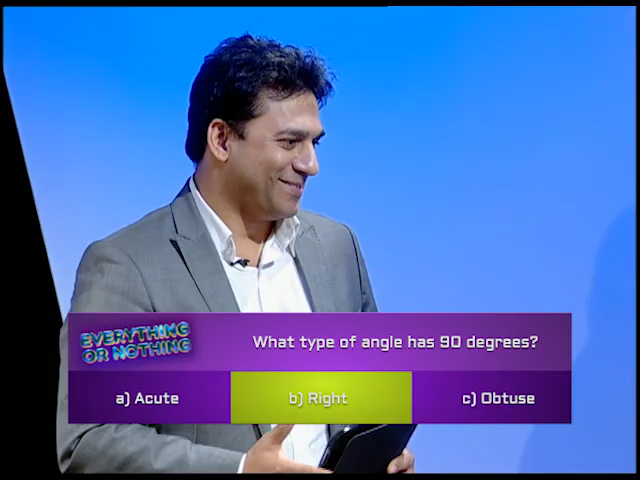 EVERYTHING
OR NOTHING
What type of angle has 90 degrees?
a) Acute
b) Right
c) Obtuse